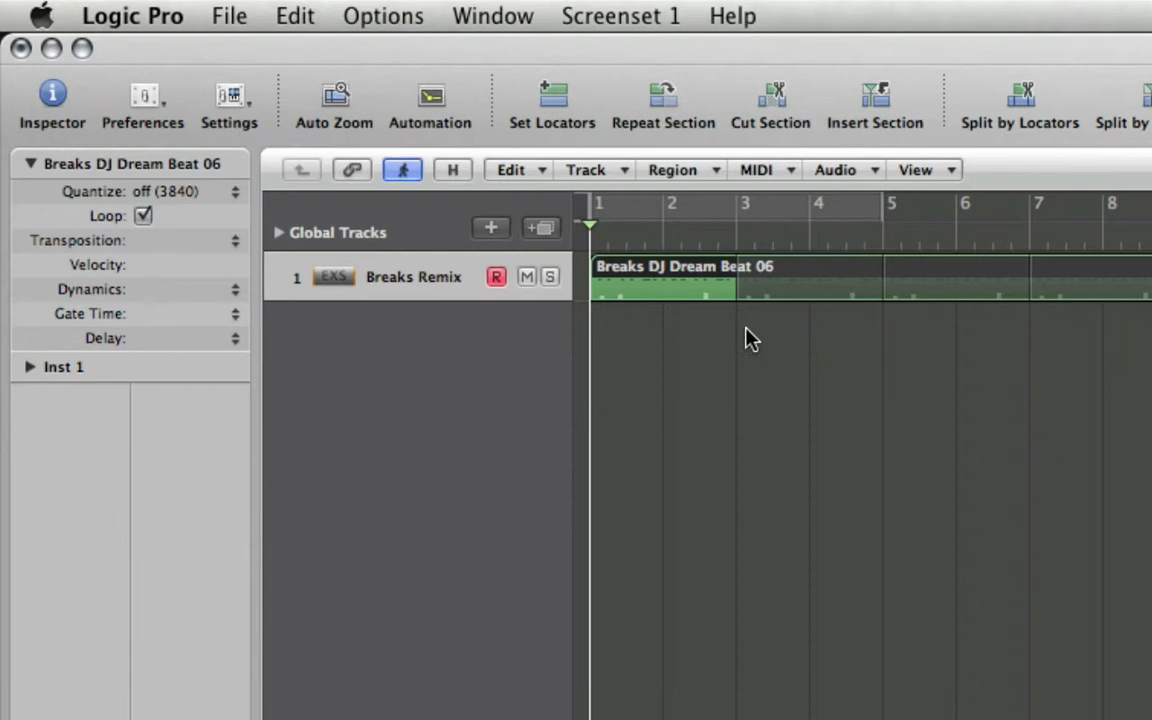 Logic Pro File Edit Options Window Screenset 1 Help
Inspector Preferences Settings Auto Zoom Automation Set Locators Repeat Section Cut Section Insert Section Split by Locators Split by
Breaks DJ Dream Beat 06
Quantize: off (3840)
Loop:
Transposition:
Velocity:
Dynamics:
Gate Time:
Delay:
Inst 1
H Edit Track Region MIDI Audio View
Global Tracks
1 2 3 4 5 6 7 8
1 EXS Breaks Remix R M S
Breaks DJ Dream Beat 06